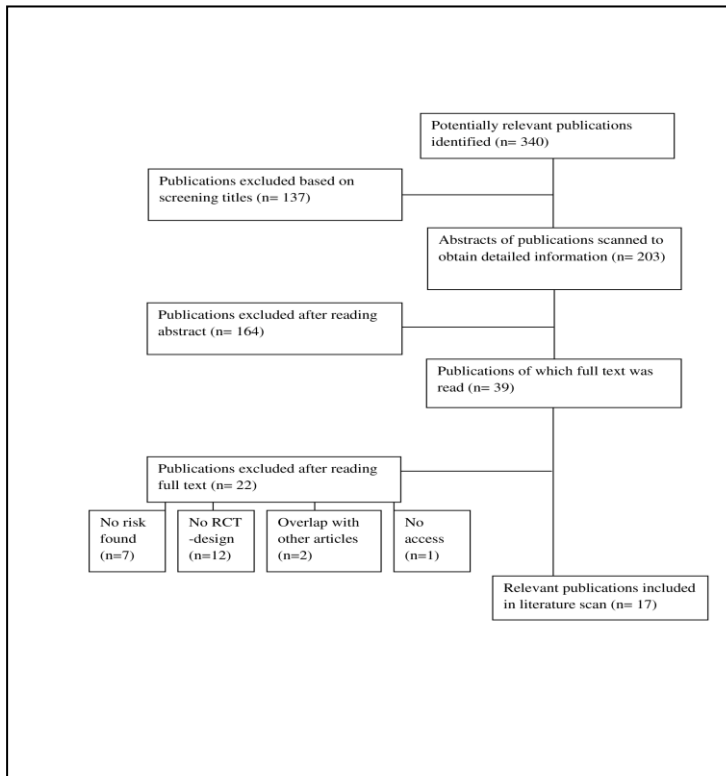 Potentially relevant publications
identified (n= 340)
Publications excluded based on
screening titles (n= 137)
Abstracts of publications scanned to
obtain detailed information (n= 203)
Publications excluded after reading
abstract (n= 164)
Publications of which full text was
read (n= 39)
Publications excluded after reading
full text (n= 22)
No risk
found
(n=7)
No RCT
-design
(n=12)
Overlap with
other articles
(n=2)
No
access
(n=1)
Relevant publications included
in literature scan (n= 17)